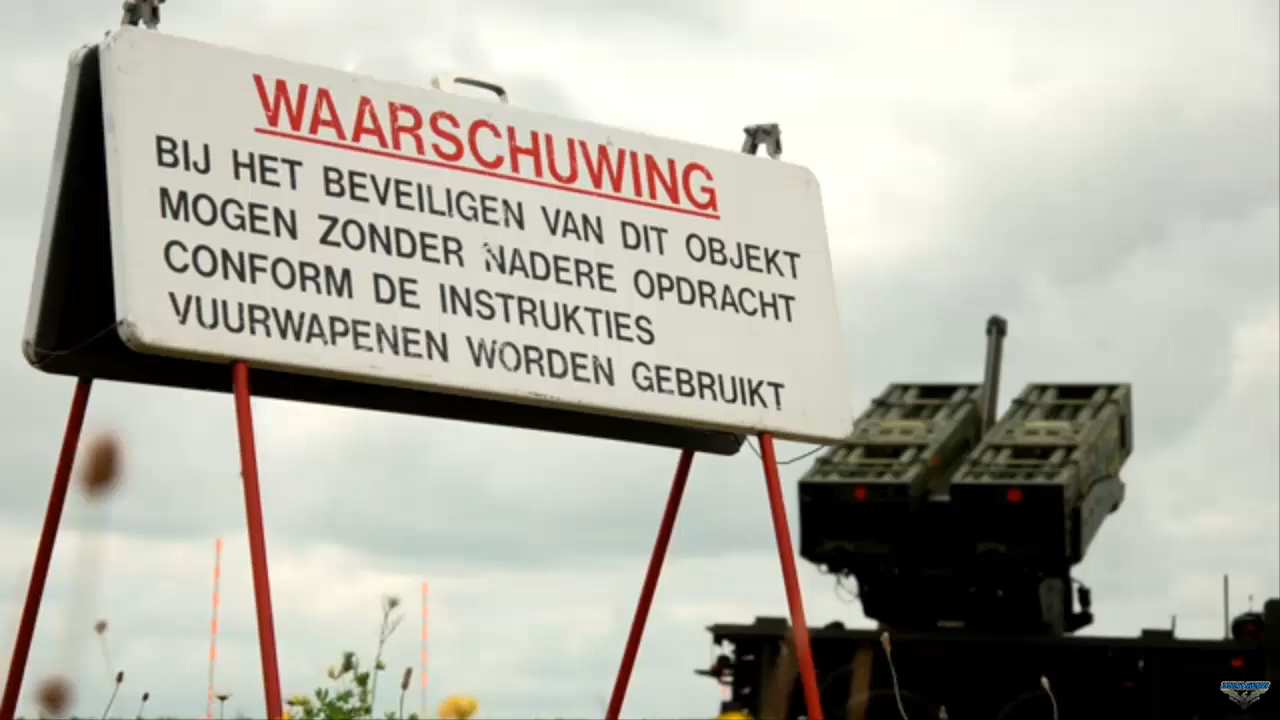 WAARSCHUWING
BIJ HET BEVEILIGEN VAN DIT OBJEKT
MOGEN ZONDER NADERE OPDRACHT
CONFORM DE INSTRUKTIES
VUURWAPENEN WORDEN GEBRUIKT